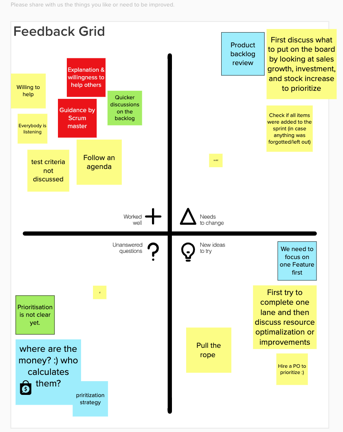 Please share with us the things you like or need to be improved.
Feedback Grid
Explanation &
willingness to
help others
Willing to
help
Quicker
discussions
on the
backlog
Guidance by
Scrum
master
Everybody is
listening
test criteria
not
discussed
Follow an
agenda
Product
backlog
review
First discuss what
to put on the board
by looking at sales
growth, investment,
and stock increase
to prioritize
Check if all items
were added to the
sprint (in case
anything was
forgotten/left out)
Worked
well
Needs
to change
Unanswered
questions
New ideas
to try
Prioritisation
is not clear
yet.
where are the
money? :) who
calculates
them?
pritization
strategy
We need to
focus on
one Feature
first
First try to
complete one
lane and then
discuss resource
optimalization or
improvements
Pull the
rope
Hire a PO to
prioritize :)